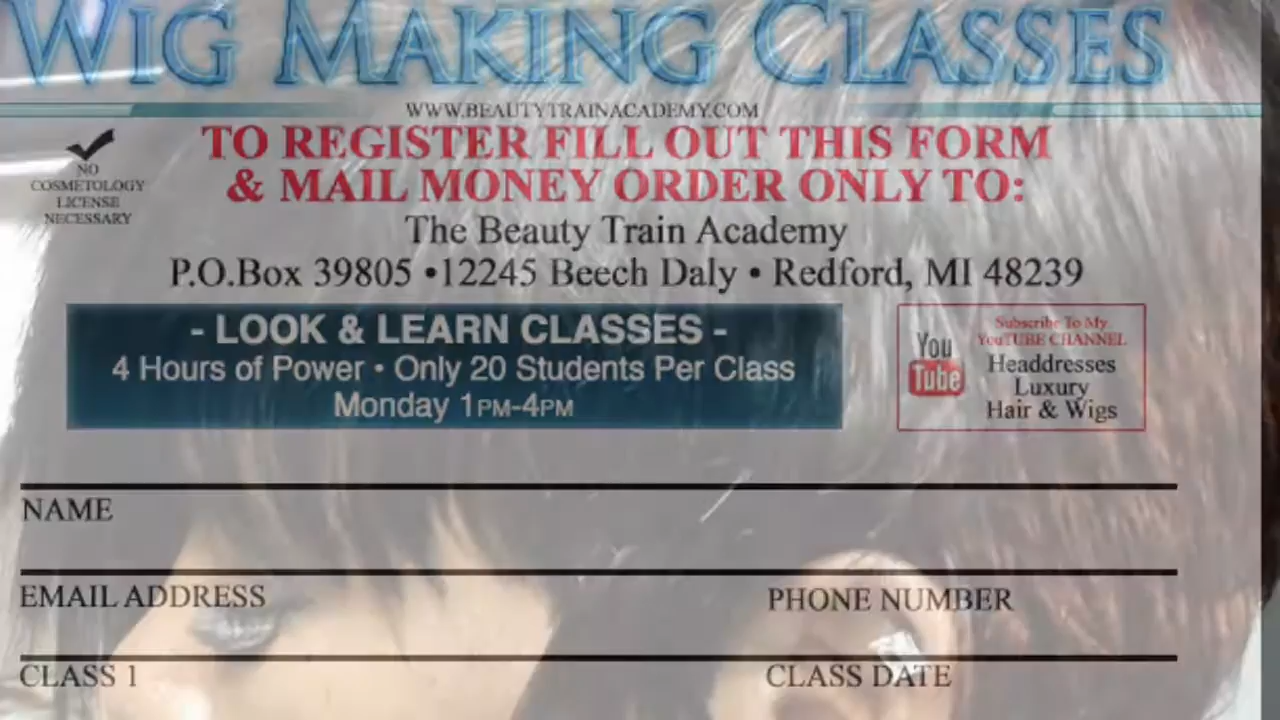 WIG MAKING CLASSES
WWW.BEAUTYTRAINACADEMY.COM
NO
COSMETOLOGY
LICENSE
NECESSARY
TO REGISTER FILL OUT THIS FORM
& MAIL MONEY ORDER ONLY TO:
The Beauty Train Academy
P.O.Box 39805 •12245 Beech Daly • Redford, MI 48239
- LOOK & LEARN CLASSES -
4 Hours of Power • Only 20 Students Per Class
Monday 1PM-4PM
You
Tube
Subscribe To My
YouTUBE CHANNEL
Headdresses
Luxury
Hair & Wigs
NAME
EMAIL ADDRESS
PHONE NUMBER
CLASS 1
CLASS DATE